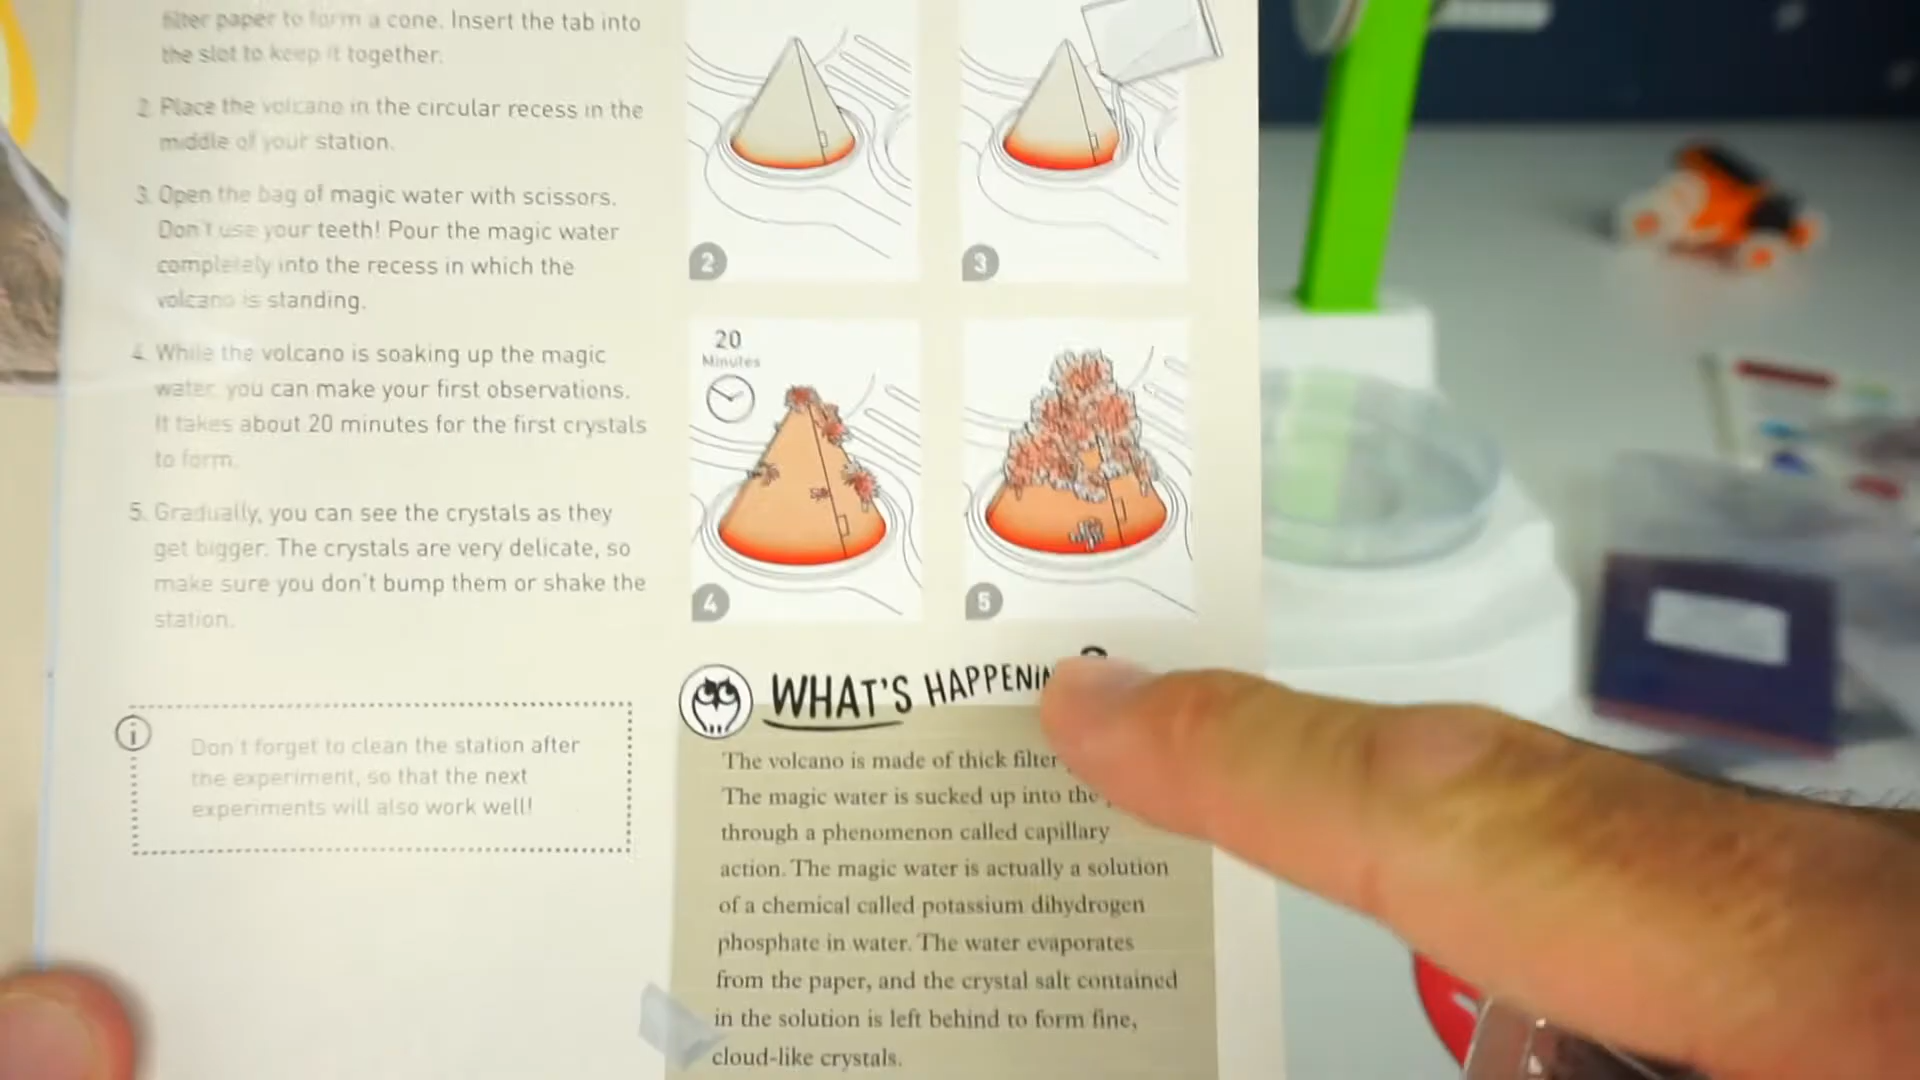 filter paper to form a cone. Insert the tab into
the slot to keep it together.
2. Place the volcano in the circular recess in the
middle of your station.
3. Open the bag of magic water with scissors.
Don't use your teeth! Pour the magic water
completely into the recess in which the
volcano is standing.
4. While the volcano is soaking up the magic
water, you can make your first observations.
It takes about 20 minutes for the first crystals
to form.
5. Gradually, you can see the crystals as they
get bigger. The crystals are very delicate, so
make sure you don't bump them or shake the
station.
i
Don't forget to clean the station after
the experiment, so that the next
experiments will also work well!
2
3
20
Minutes
4
5
WHAT'S
The volcano is made of thick filter
The magic water is sucked up into the
through a phenomenon called capillary
action. The magic water is actually a solution
of a chemical called potassium dihydrogen
phosphate in water. The water evaporates
from the paper, and the crystal salt contained
in the solution is left behind to form fine,
cloud-like crystals.